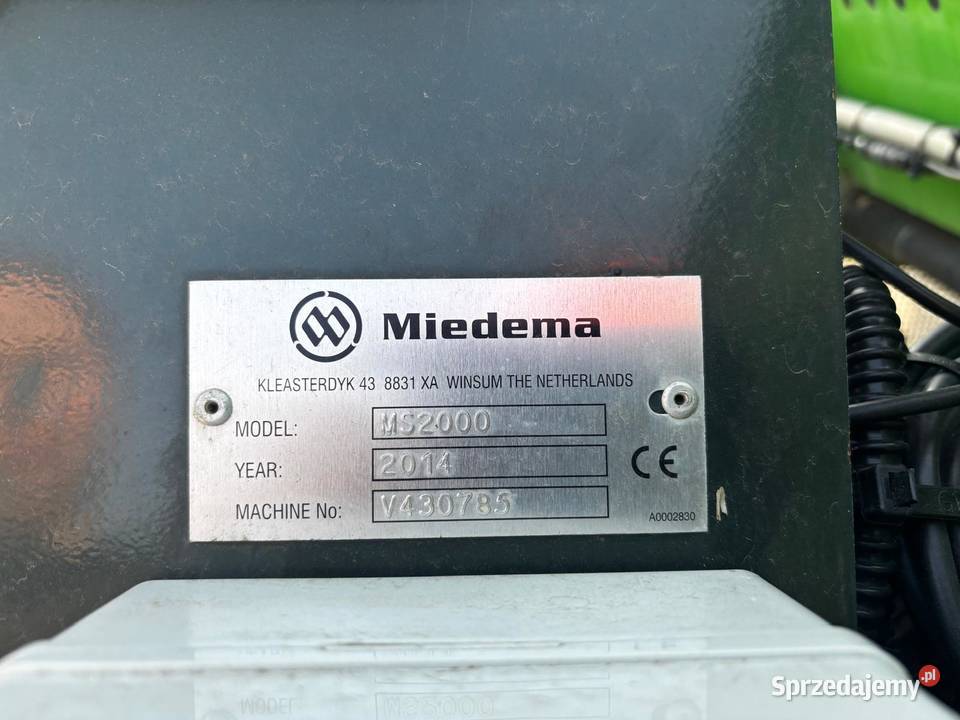 Miedema
KLEASTERDYK 43 8831 XA WINSUM THE NETHERLANDS
MODEL: MS2000
YEAR: 2014
MACHINE No: V430785
CE
A0002830
MODEL
Sprzedajemy.pl